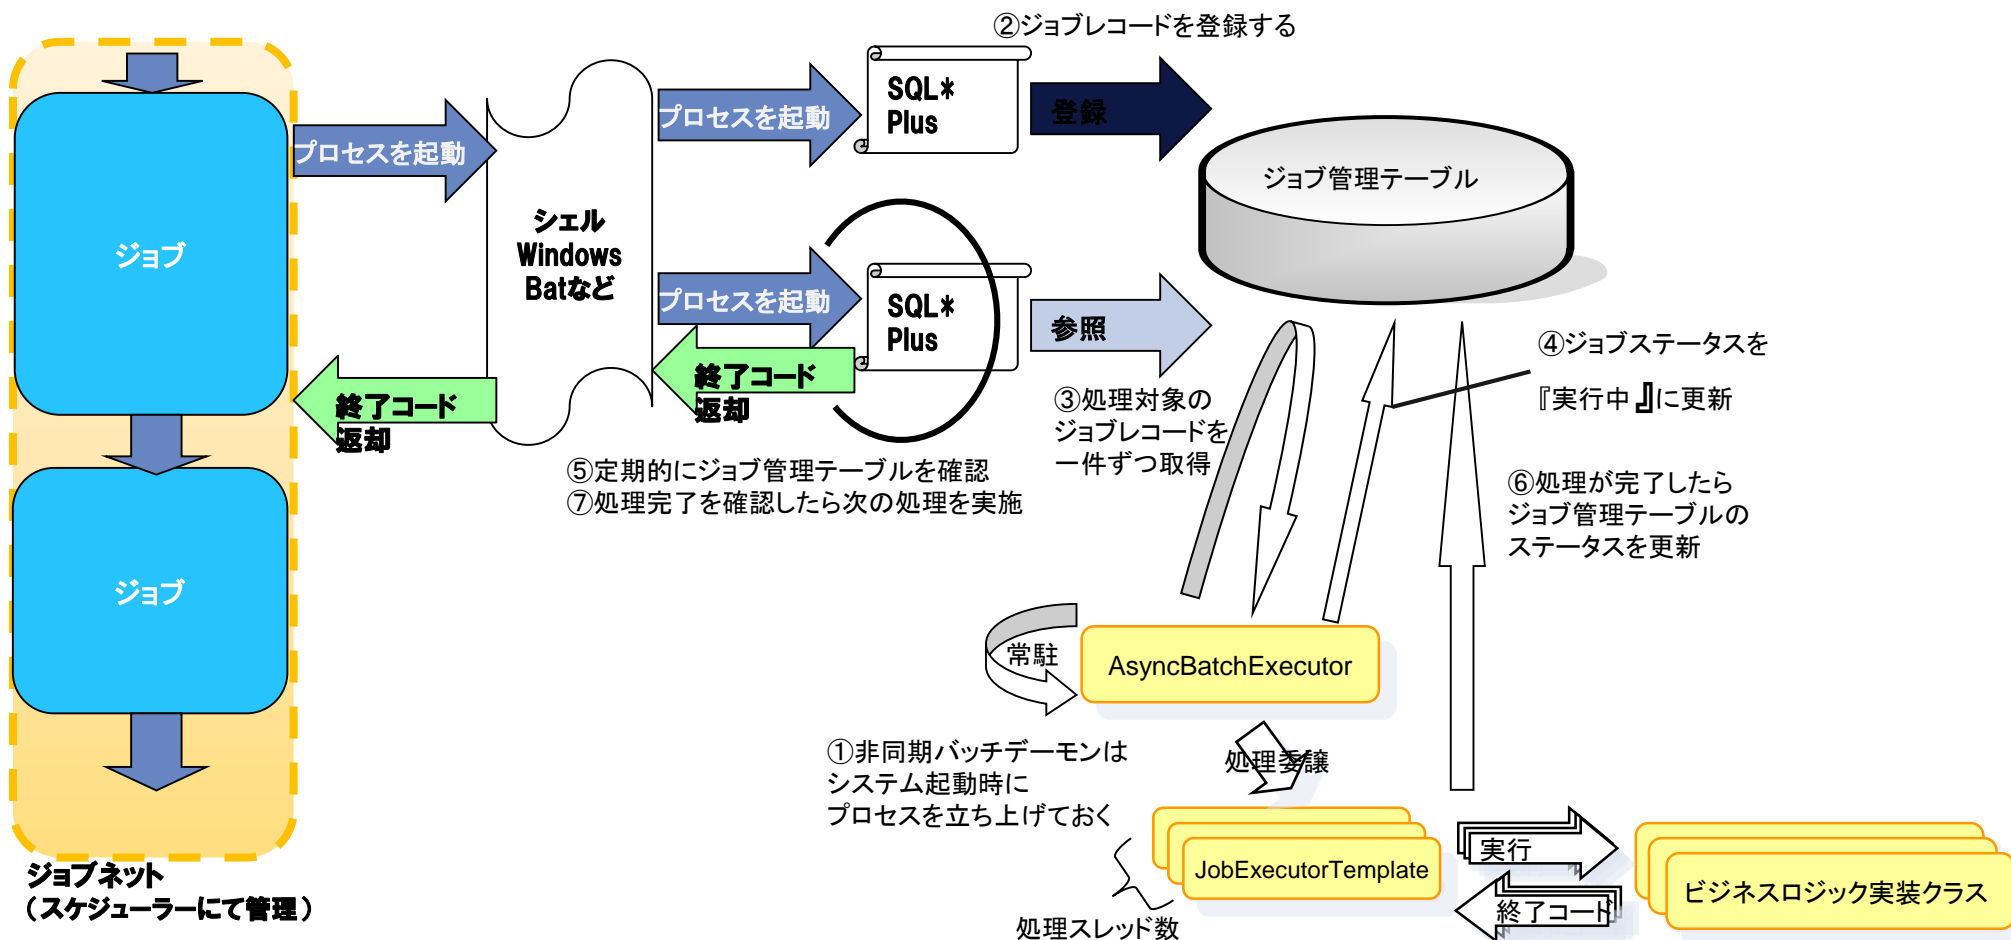 ②ジョブレコードを登録する
プロセスを起動
プロセスを起動
SQL*
Plus
登録
ジョブ管理テーブル
ジョブ
シェル
Windows
Batなど
プロセスを起動
SQL*
Plus
参照
終了コード
返却
終了コード
返却
③処理対象の
ジョブレコードを
一件ずつ取得
④ジョブステータスを
『実行中』に更新
⑤定期的にジョブ管理テーブルを確認
⑦処理完了を確認したら次の処理を実施
⑥処理が完了したら
ジョブ管理テーブルの
ステータスを更新
ジョブ
常駐
AsyncBatchExecutor
①非同期バッチデーモンは
システム起動時に
プロセスを立ち上げておく
処理委譲
JobExecutorTemplate
実行
終了コード
ビジネスロジック実装クラス
処理スレッド数
ジョブネット
（スケジューラーにて管理）